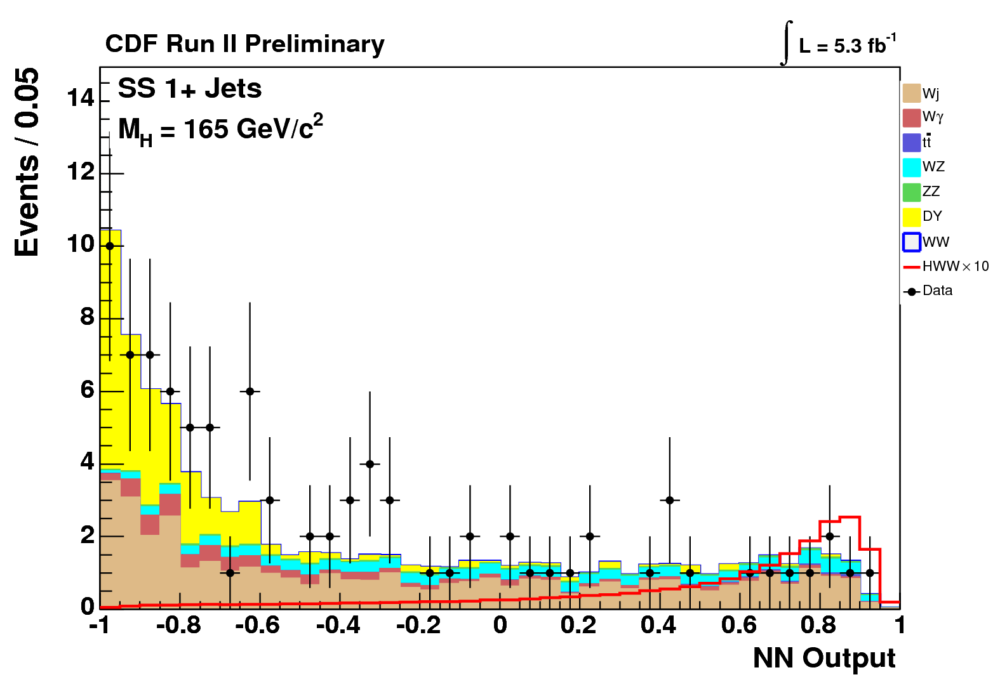 CDF Run II Preliminary
∫ L = 5.3 fb⁻¹
SS 1+ Jets
M_H = 165 GeV/c²
Events / 0.05
14
12
10
8
6
4
2
0
-1 -0.8 -0.6 -0.4 -0.2 0 0.2 0.4 0.6 0.8 1
NN Output
Wj
Wγ
tt̄
WZ
ZZ
DY
WW
HWW × 10
Data